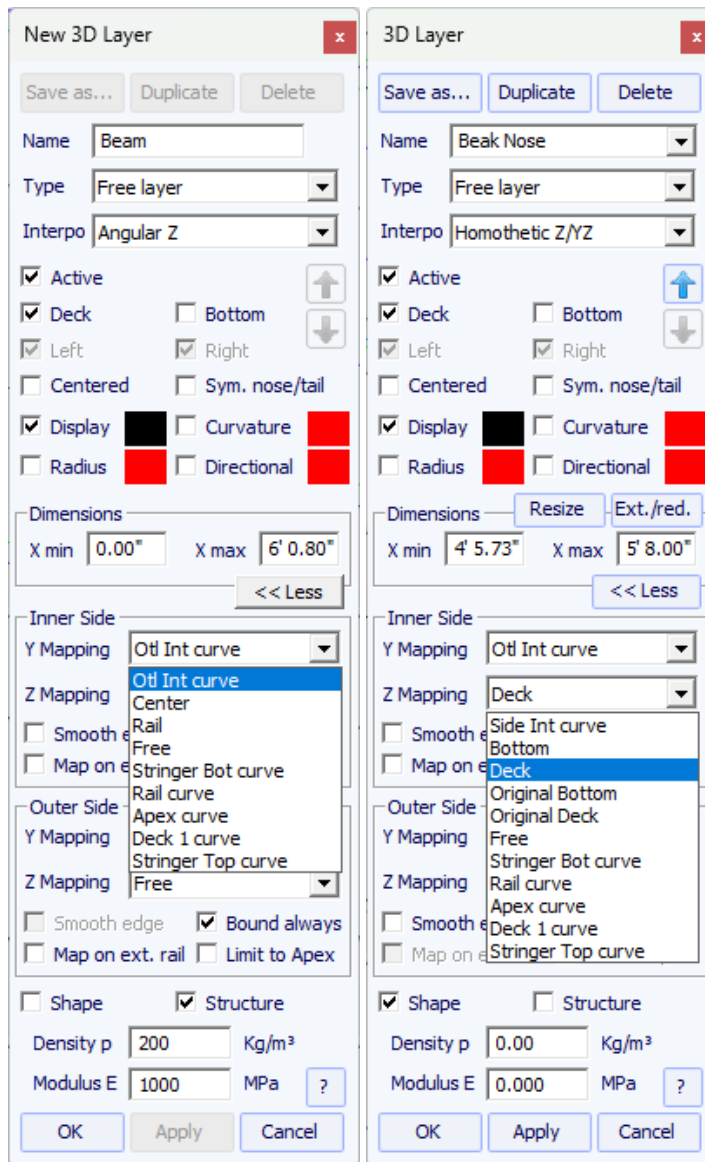 New 3D Layer
x
Save as... Duplicate Delete
Name Beam
Type Free layer
Interpo Angular Z
Active
Deck Bottom
Left Right
Centered Sym. nose/tail
Display Curvature
Radius Directional
Dimensions
X min 0.00" X max 6' 0.80"
<< Less
Inner Side
Y Mapping Otl Int curve
Otl Int curve
Z Mapping
Center
Rail
Smooth e
Free
Map on e
Stringer Bot curve
Rail curve
Outer Side
Apex curve
Y Mapping
Deck 1 curve
Stringer Top curve
Z Mapping Free
Smooth edge Bound always
Map on ext. rail Limit to Apex
Shape Structure
Density p 200 Kg/m³
Modulus E 1000 MPa ?
OK Apply Cancel
3D Layer
x
Save as... Duplicate Delete
Name Beak Nose
Type Free layer
Interpo Homothetic Z/YZ
Active
Deck Bottom
Left Right
Centered Sym. nose/tail
Display Curvature
Radius Directional
Dimensions Resize Ext./red.
X min 4' 5.73" X max 5' 8.00"
<< Less
Inner Side
Y Mapping Otl Int curve
Z Mapping Deck
Side Int curve
Smooth e
Bottom
Map on e
Deck
Original Bottom
Outer Side
Original Deck
Y Mapping
Free
Stringer Bot curve
Z Mapping
Rail curve
Apex curve
Smooth e
Deck 1 curve
Map on e
Stringer Top curve
Shape Structure
Density p 0.00 Kg/m³
Modulus E 0.000 MPa ?
OK Apply Cancel